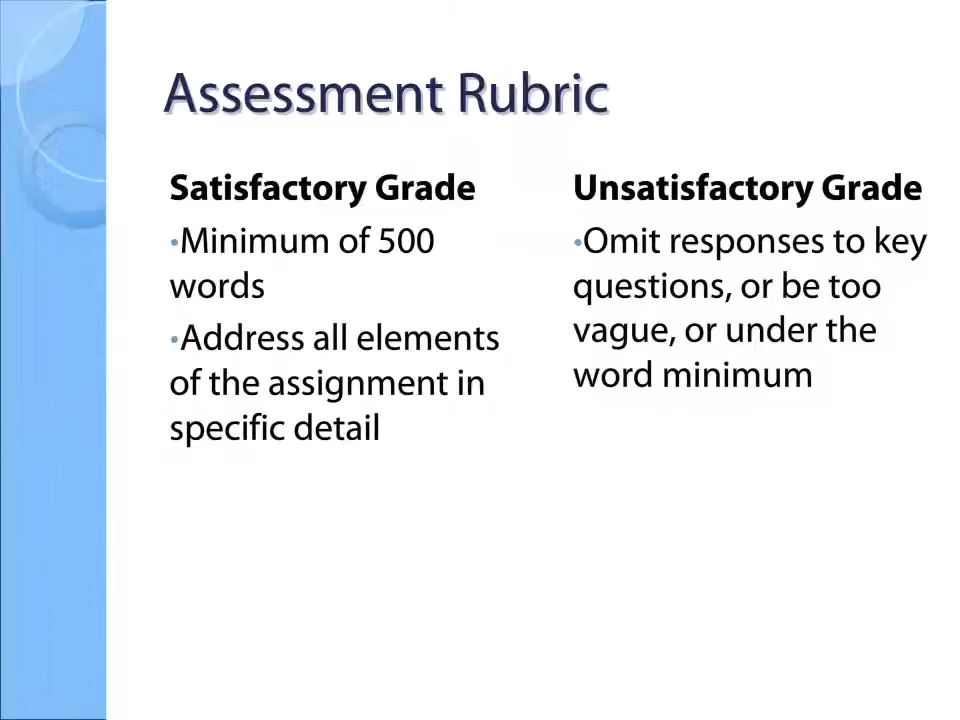 Assessment Rubric
Satisfactory Grade
•Minimum of 500
words
•Address all elements
of the assignment in
specific detail
Unsatisfactory Grade
•Omit responses to key
questions, or be too
vague, or under the
word minimum